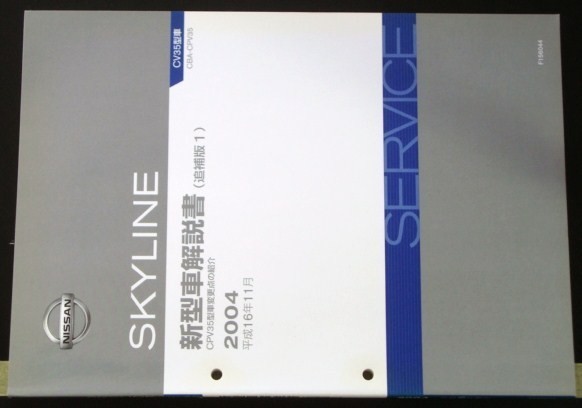 CV35型車
CBA-CPV35
NISSAN
SKYLINE
新型車解説書（追補版 1）
CPV35型車変更点の紹介
2004
平成16年11月
SERVICE